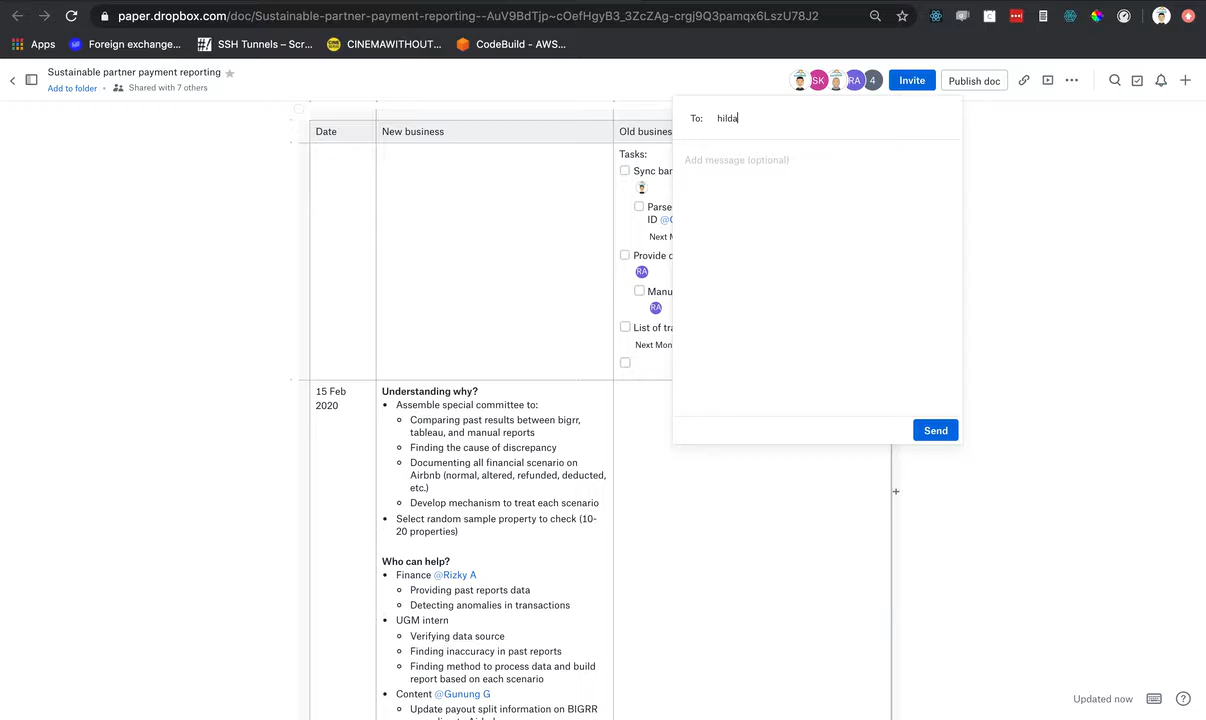 paper.dropbox.com/doc/Sustainable-partner-payment-reporting--AuV9BdTjp~cOefHgyB3_3ZcZAg-crgj9Q3pamqx6LszU78J2
Apps Foreign exchange... SSH Tunnels – Scr... CINEMAWITHOUT... CodeBuild - AWS...
Sustainable partner payment reporting
Add to folder • Shared with 7 others
SK RA 4 Invite Publish doc
To: hilda
Add message (optional)
Send
Date New business Old busines
Tasks:
Sync bar
Parse
ID @
Next M
Provide
RA
Manu
RA
List of tra
Next Mon
15 Feb
2020
Understanding why?
• Assemble special committee to:
Comparing past results between bigrr,
tableau, and manual reports
Finding the cause of discrepancy
Documenting all financial scenario on
Airbnb (normal, altered, refunded, deducted,
etc.)
Develop mechanism to treat each scenario
• Select random sample property to check (10-
20 properties)
Who can help?
• Finance @Rizky A
Providing past reports data
Detecting anomalies in transactions
• UGM intern
Verifying data source
Finding inaccuracy in past reports
Finding method to process data and build
report based on each scenario
• Content @Gunung G
Update payout split information on BIGRR
Updated now